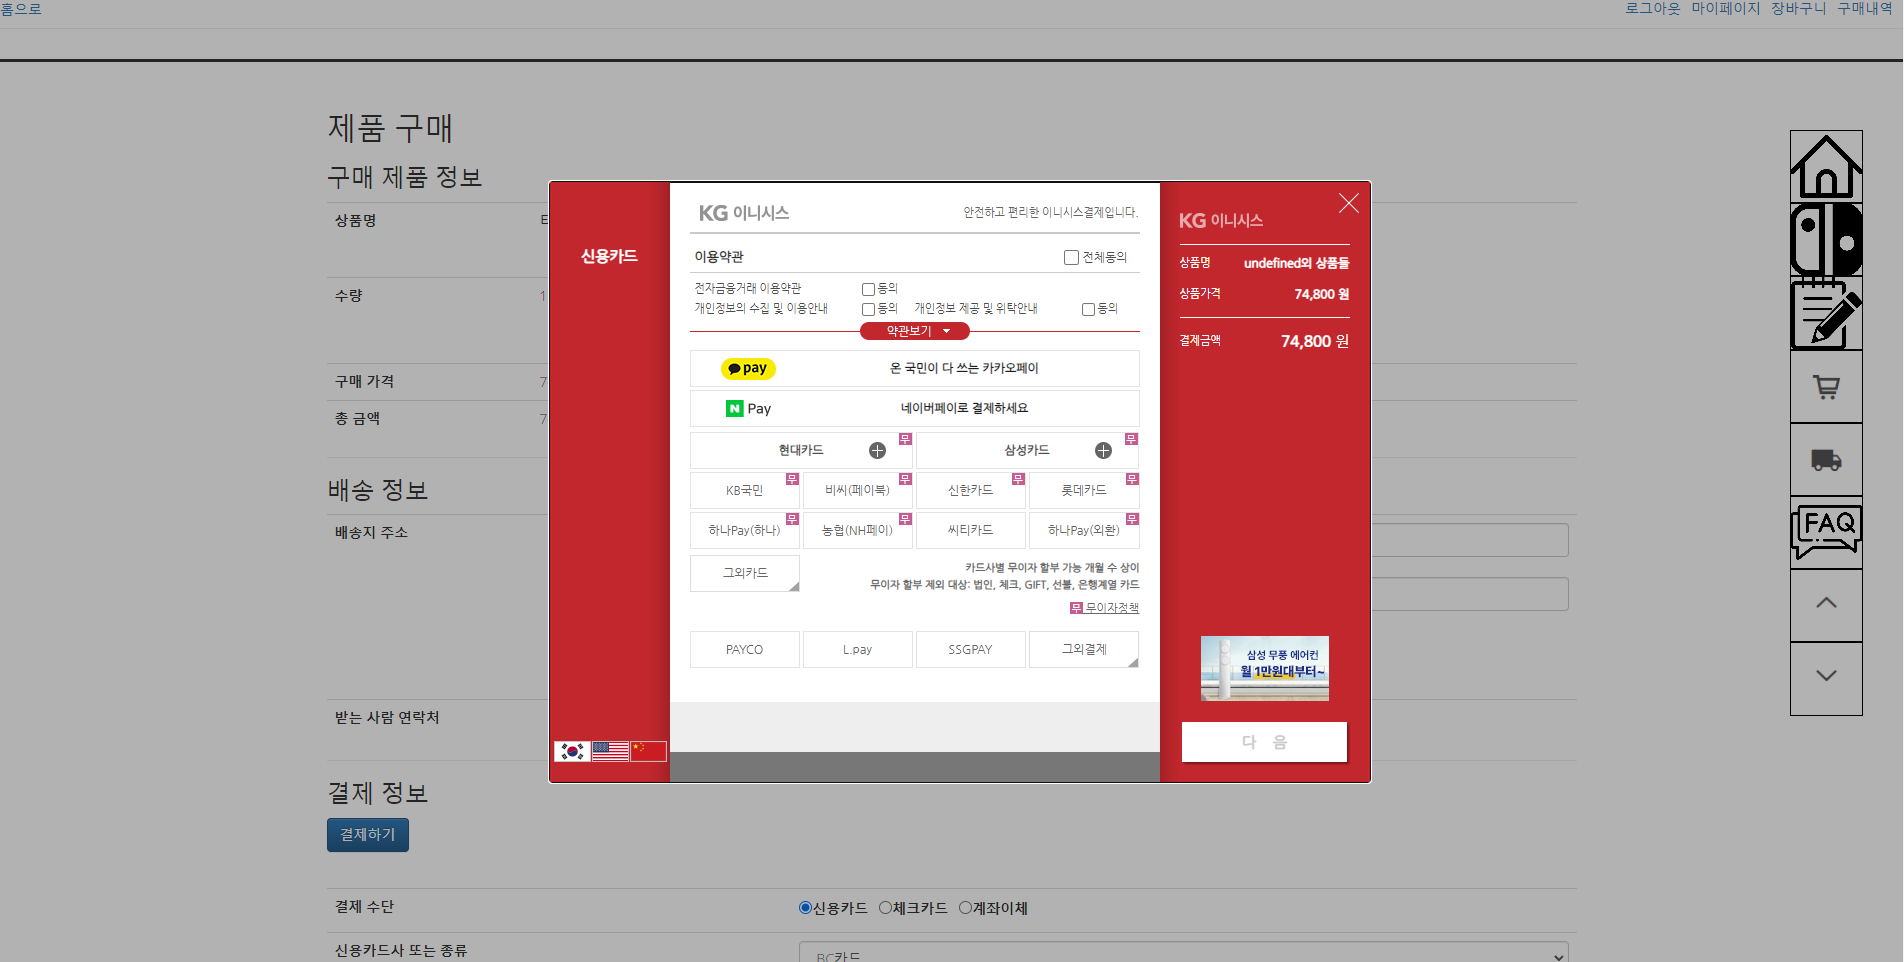 홈으로
로그아웃 마이페이지 장바구니 구매내역
제품 구매
구매 제품 정보
상품명 E
수량 1
구매 가격 7
총 금액 7
배송 정보
배송지 주소
받는 사람 연락처
결제 정보
결제하기
결제 수단 신용카드 체크카드 계좌이체
신용카드사 또는 종류 BC카드
신용카드
KG 이니시스 안전하고 편리한 이니시스결제입니다.
이용약관 전체동의
전자금융거래 이용약관 동의
개인정보의 수집 및 이용안내 동의 개인정보 제공 및 위탁안내 동의
약관보기
pay 온 국민이 다 쓰는 카카오페이
N Pay 네이버페이로 결제하세요
현대카드 무 삼성카드 무
KB국민 무 비씨(페이북) 무 신한카드 무 롯데카드 무
하나Pay(하나) 무 농협(NH페이) 무 씨티카드 하나Pay(외환) 무
그외카드 카드사별 무이자 할부 가능 개월 수 상이
무이자 할부 제외 대상: 법인, 체크, GIFT, 선불, 은행계열 카드
무 무이자정책
PAYCO L.pay SSGPAY 그외결제
KG 이니시스
상품명 undefined외 상품들
상품가격 74,800 원
결제금액 74,800 원
삼성 무풍 에어컨
월 1만원대부터~
다 음
FAQ